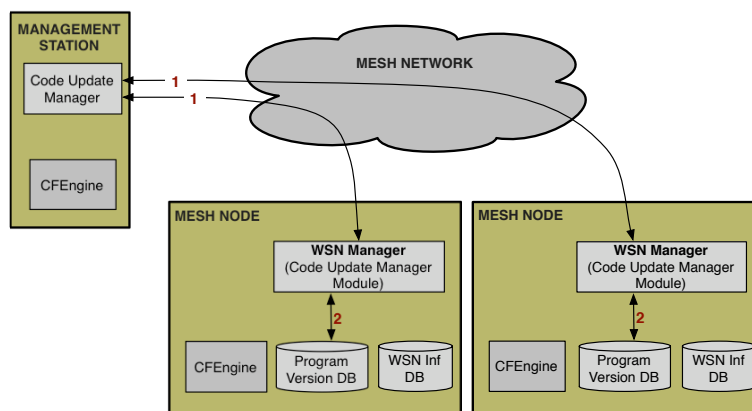 MANAGEMENT
STATION
Code Update
Manager
CFEngine
1
1
MESH NETWORK
MESH NODE
WSN Manager
(Code Update Manager
Module)
2
CFEngine
Program
Version DB
WSN Inf
DB
MESH NODE
WSN Manager
(Code Update Manager
Module)
2
CFEngine
Program
Version DB
WSN Inf
DB